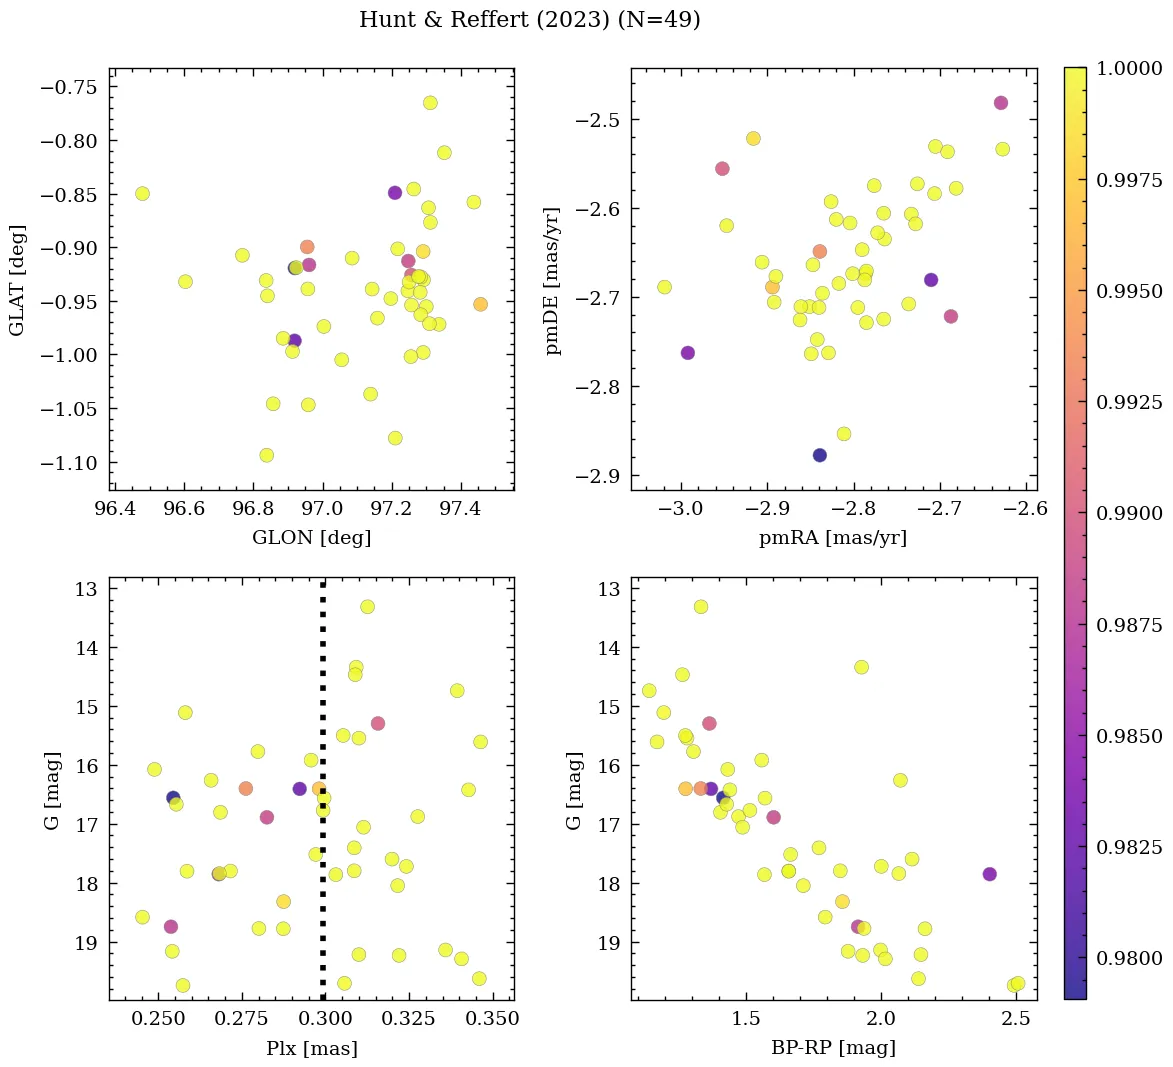 Hunt & Reffert (2023) (N=49)
−0.75
−0.80
−0.85
−0.90
−0.95
−1.00
−1.05
−1.10
GLAT [deg]
96.4 96.6 96.8 97.0 97.2 97.4
GLON [deg]
−2.5
−2.6
−2.7
−2.8
−2.9
pmDE [mas/yr]
−3.0 −2.9 −2.8 −2.7 −2.6
pmRA [mas/yr]
13
14
15
16
17
18
19
G [mag]
0.250 0.275 0.300 0.325 0.350
Plx [mas]
13
14
15
16
17
18
19
G [mag]
1.5 2.0 2.5
BP-RP [mag]
1.0000
0.9975
0.9950
0.9925
0.9900
0.9875
0.9850
0.9825
0.9800